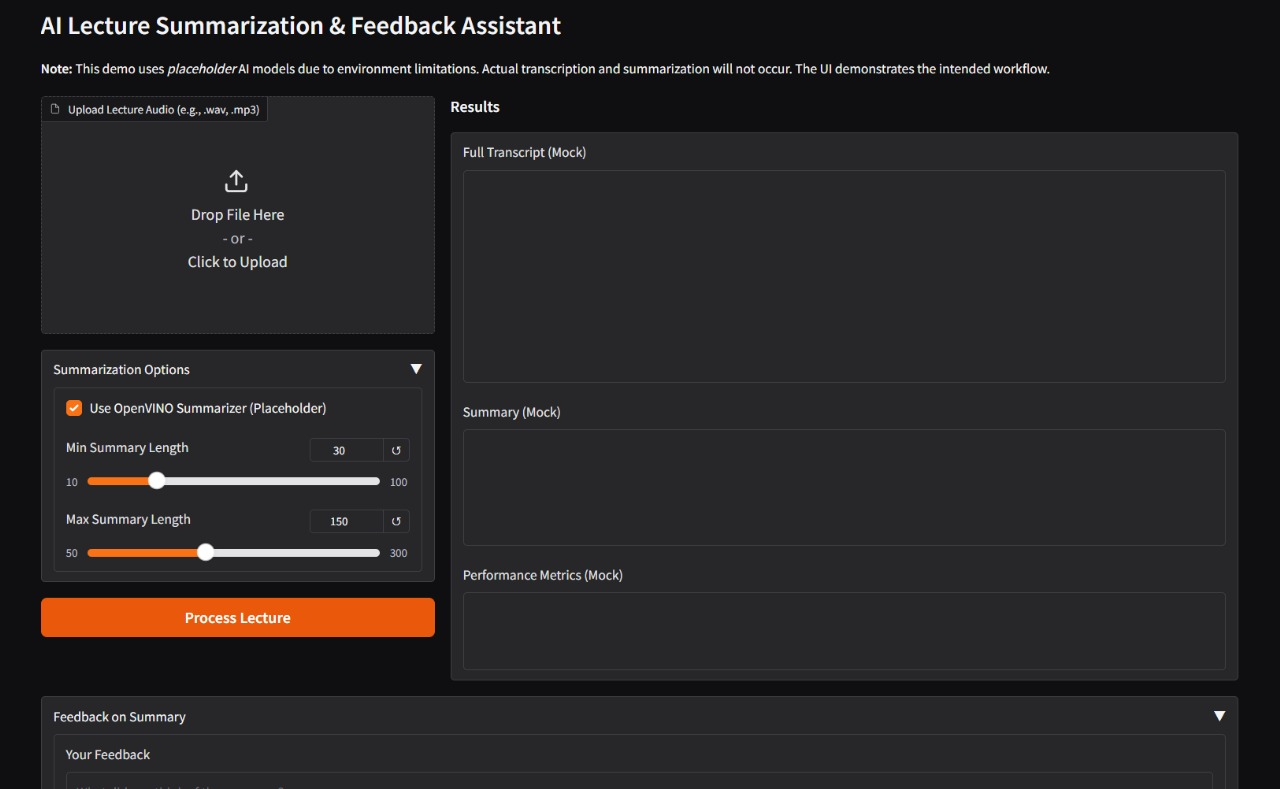 AI Lecture Summarization & Feedback Assistant
Note: This demo uses placeholder AI models due to environment limitations. Actual transcription and summarization will not occur. The UI demonstrates the intended workflow.
Upload Lecture Audio (e.g., .wav, .mp3)
Drop File Here
- or -
Click to Upload
Summarization Options
▼
Use OpenVINO Summarizer (Placeholder)
Min Summary Length
30
↺
10
100
Max Summary Length
150
↺
50
300
Process Lecture
Results
Full Transcript (Mock)
Summary (Mock)
Performance Metrics (Mock)
Feedback on Summary
▼
Your Feedback